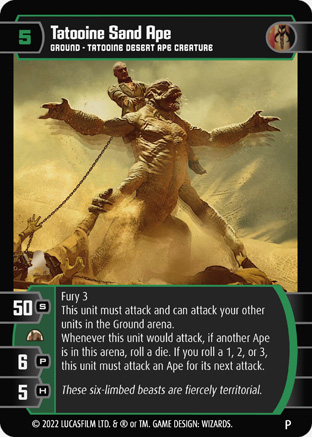 5
Tatooine Sand Ape
GROUND - TATOOINE DESERT APE CREATURE
50 S
6 P
5 H
Fury 3
This unit must attack and can attack your other
units in the Ground arena.
Whenever this unit would attack, if another Ape
is in this arena, roll a die. If you roll a 1, 2, or 3,
this unit must attack an Ape for its next attack.
These six-limbed beasts are fiercely territorial.
© 2022 LUCASFILM LTD. & ® or TM. GAME DESIGN: WIZARDS.
P